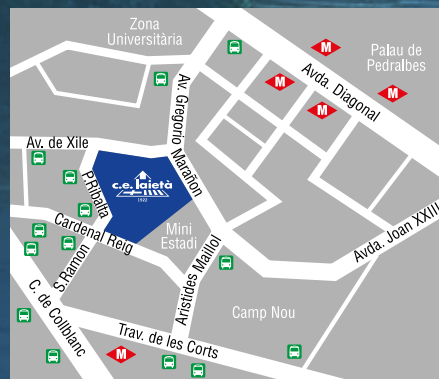 Zona
Universitària
Palau de
Pedralbes
M
M
M
M
Avda. Diagonal
Av. Gregorio Marañon
Av. de Xile
P.Ribalta
c.e. laietà
1922
Mini
Estadi
Cardenal Reig
S.Ramon
Aristides Maillol
Avda. Joan XXIII
C. de Collblanc
Camp Nou
Trav. de les Corts
M